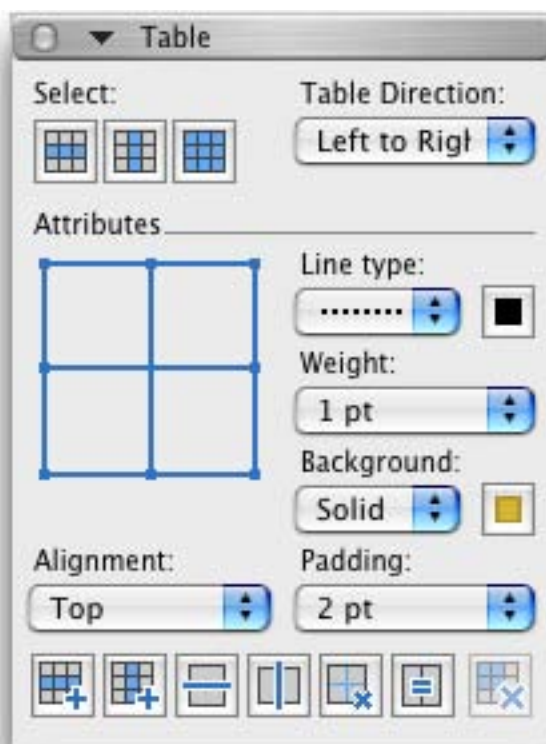 Table
Select:
Table Direction:
Left to Righ
Attributes
Line type:
Weight:
1 pt
Background:
Solid
Alignment:
Padding:
Top
2 pt